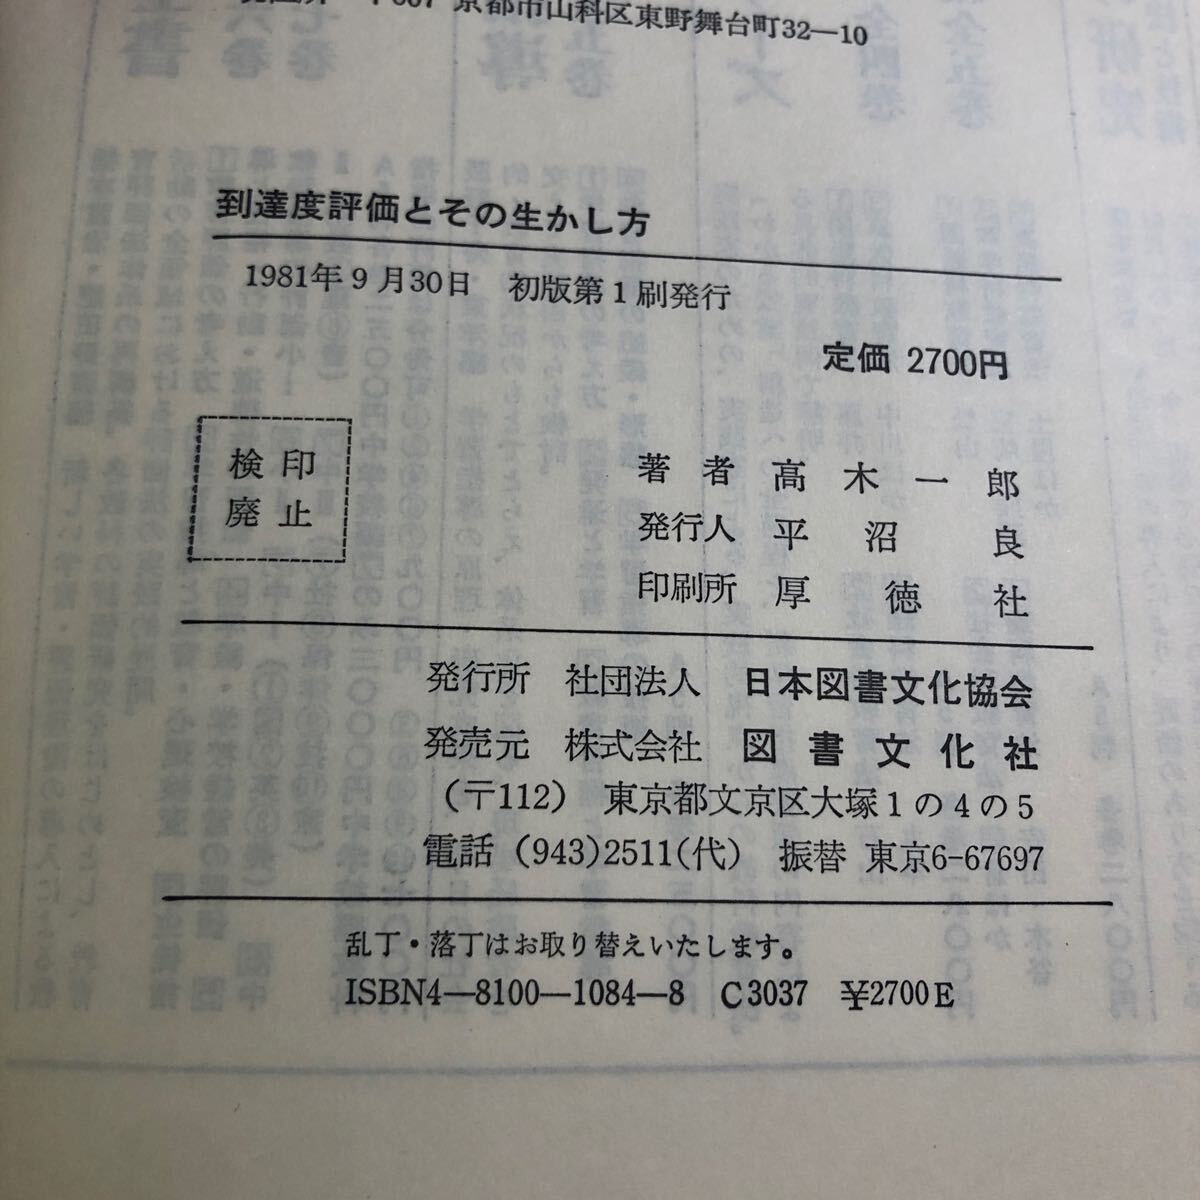 〒607 京都市山科区東野舞台町32—10
到達度評価とその生かし方
1981年9月30日 初版第1刷発行
定価 2700円
検印
廃止
著者 高木一郎
発行人 平沼良
印刷所 厚徳社
発行所 社団法人 日本図書文化協会
発売元 株式会社 図書文化社
(〒112) 東京都文京区大塚1の4の5
電話 (943)2511(代) 振替 東京6-67697
乱丁・落丁はお取り替えいたします。
ISBN4—8100—1084—8 C3037 ¥2700E